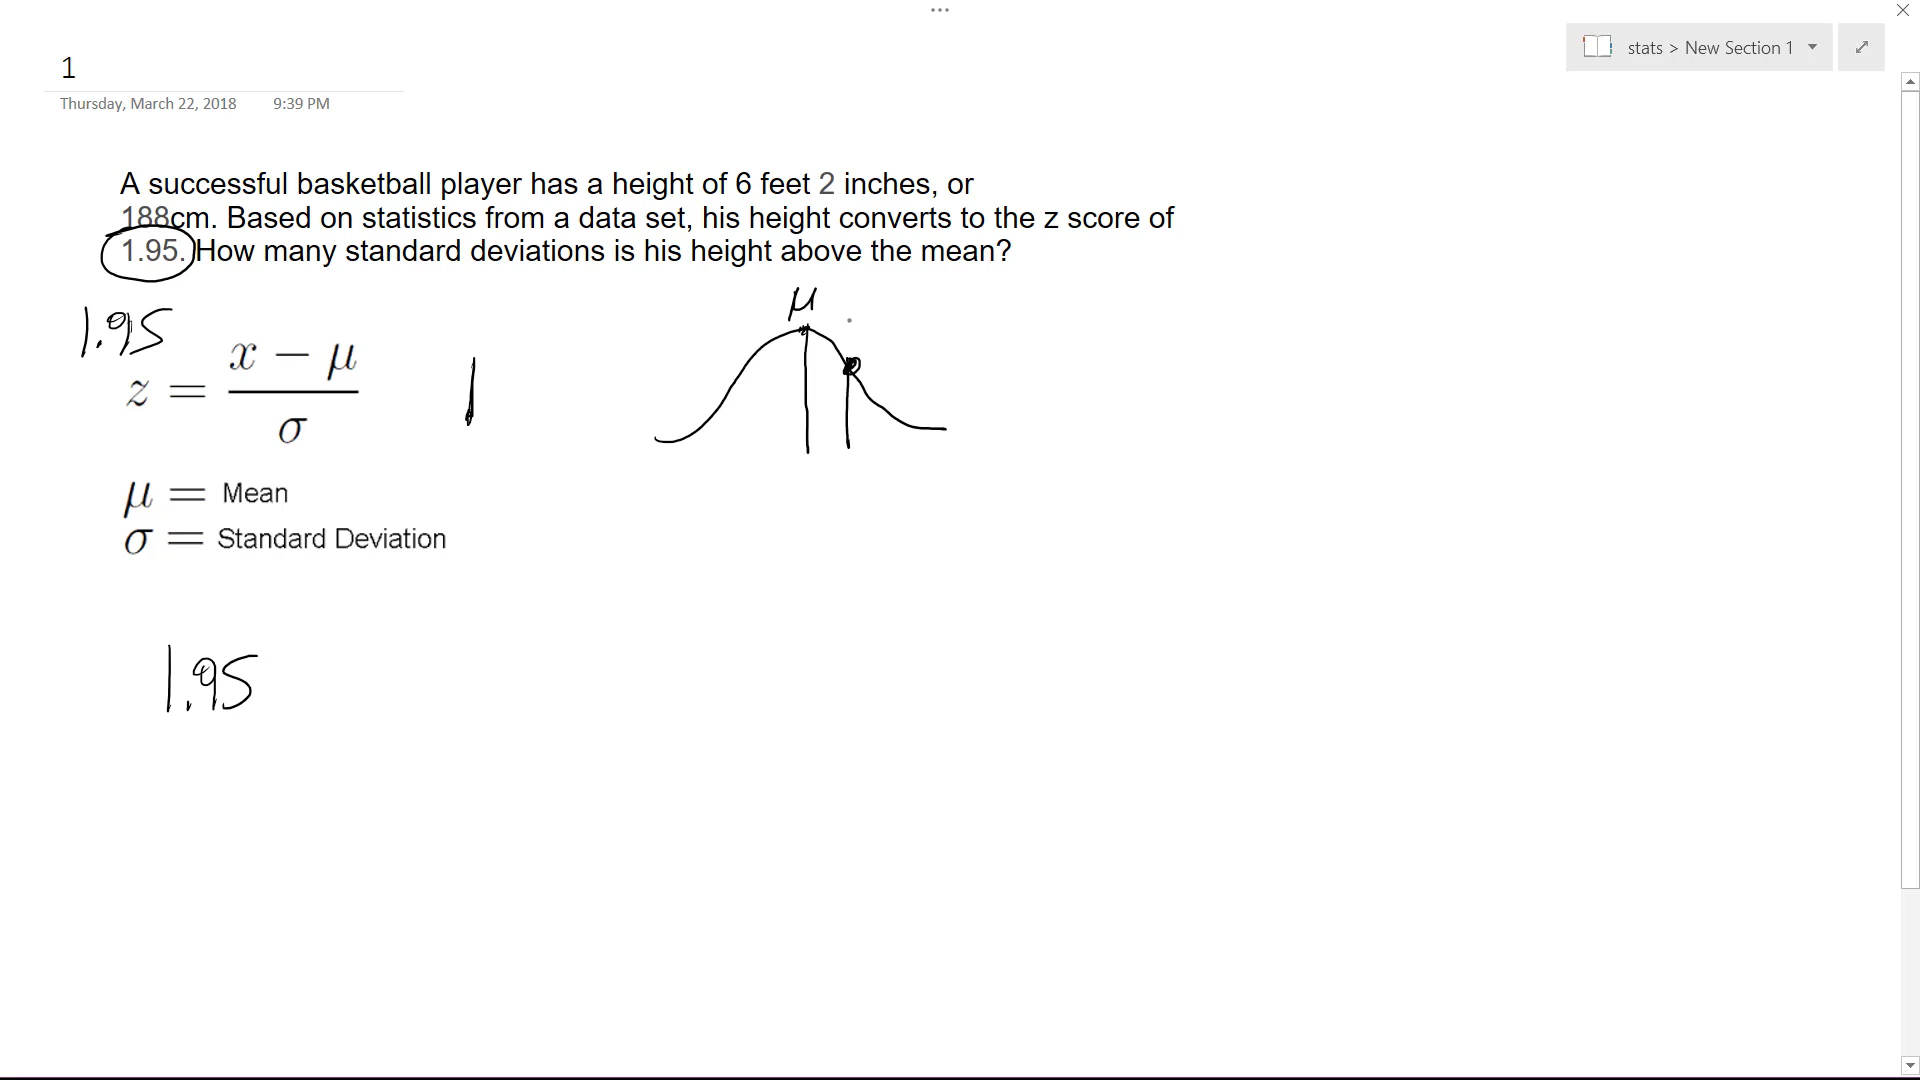 stats > New Section 1
1
Thursday, March 22, 2018 9:39 PM
A successful basketball player has a height of 6 feet 2 inches, or
188cm. Based on statistics from a data set, his height converts to the z score of
1.95. How many standard deviations is his height above the mean?
1.95
μ
z = (x − μ) / σ
1
μ = Mean
σ = Standard Deviation
1.95